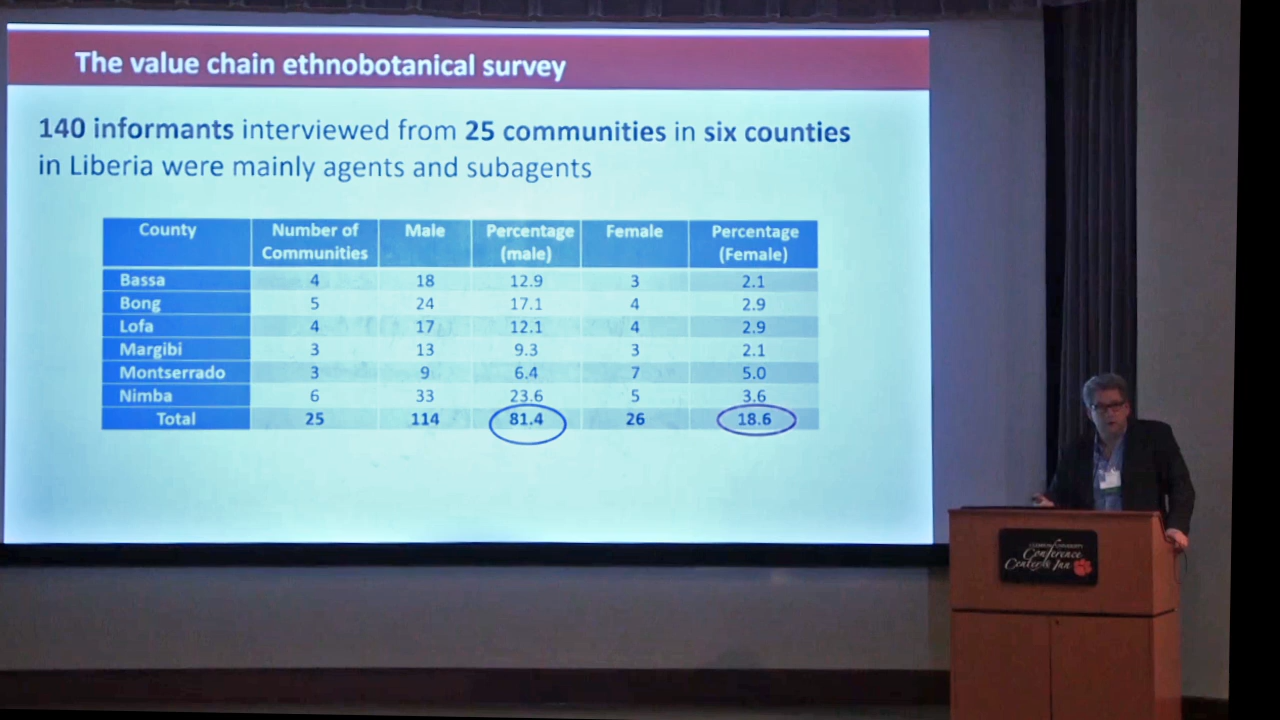 The value chain ethnobotanical survey
140 informants interviewed from 25 communities in six counties
in Liberia were mainly agents and subagents
County Number of Communities Male Percentage (male) Female Percentage (Female)
Bassa 4 18 12.9 3 2.1
Bong 5 24 17.1 4 2.9
Lofa 4 17 12.1 4 2.9
Margibi 3 13 9.3 3 2.1
Montserrado 3 9 6.4 7 5.0
Nimba 6 33 23.6 5 3.6
Total 25 114 81.4 26 18.6
Conference
Center & Inn